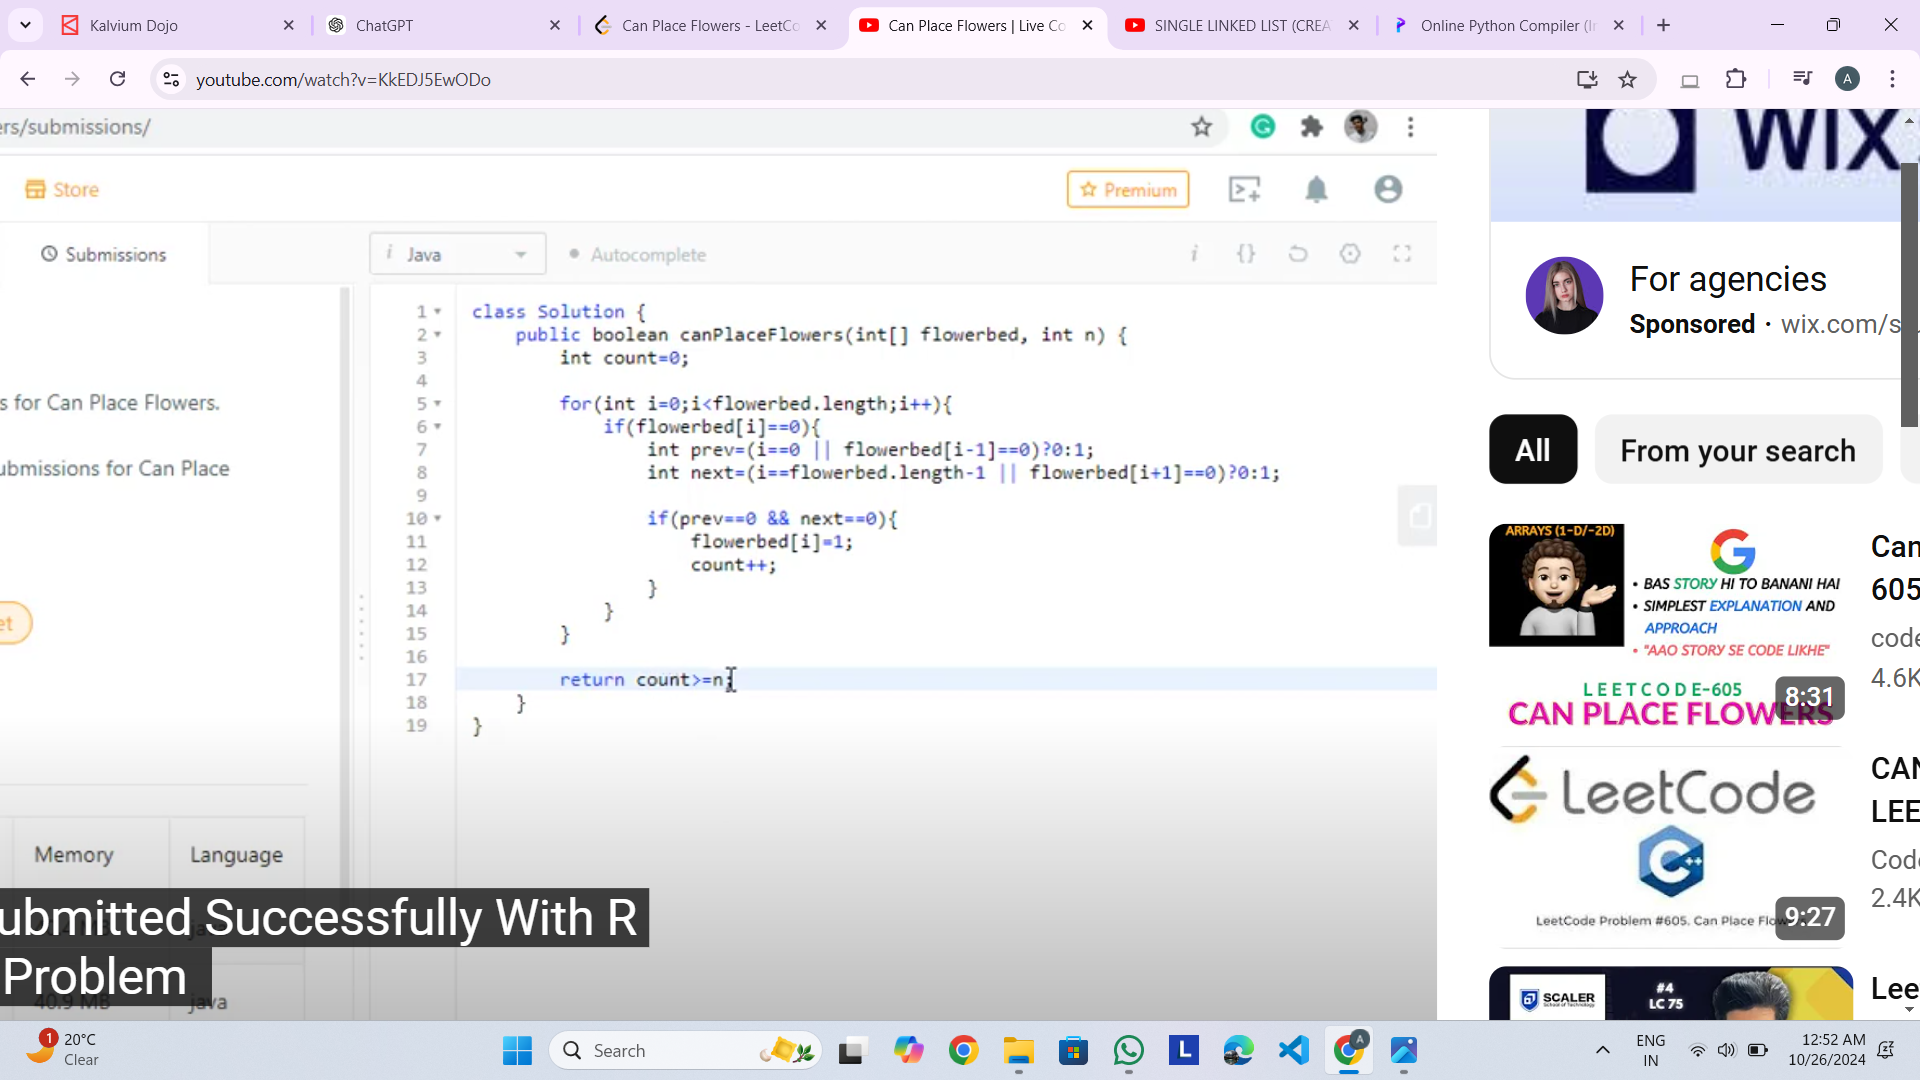 Kalvium Dojo
ChatGPT
Can Place Flowers - LeetCo
Can Place Flowers | Live Co
SINGLE LINKED LIST (CREA
Online Python Compiler (In
youtube.com/watch?v=KkEDJ5EwODo
A
ers/submissions/
Store
Premium
Submissions
i Java
Autocomplete
i {}
s for Can Place Flowers.
ubmissions for Can Place
et
1 class Solution {
2 public boolean canPlaceFlowers(int[] flowerbed, int n) {
3 int count=0;
4
5 for(int i=0;i<flowerbed.length;i++){
6 if(flowerbed[i]==0){
7 int prev=(i==0 || flowerbed[i-1]==0)?0:1;
8 int next=(i==flowerbed.length-1 || flowerbed[i+1]==0)?0:1;
9
10 if(prev==0 && next==0){
11 flowerbed[i]=1;
12 count++;
13 }
14 }
15 }
16
17 return count>=n;
18 }
19 }
Memory Language
ubmitted Successfully With R
Problem
40.9 MB java
WIX.
For agencies
Sponsored · wix.com/s
All From your search
ARRAYS (1-D/-2D)
• BAS STORY HI TO BANANI HAI
• SIMPLEST EXPLANATION AND
APPROACH
• "AAO STORY SE CODE LIKHE"
LEETCODE-605
CAN PLACE FLOWERS
8:31
Can
605
code
4.6K
LeetCode
C++
LeetCode Problem #605. Can Place Flow
9:27
CAN
LEE
Code
2.4K
SCALER
#4
LC 75
Lee
1
20°C
Clear
Search
L
A
ENG
IN
12:52 AM
10/26/2024